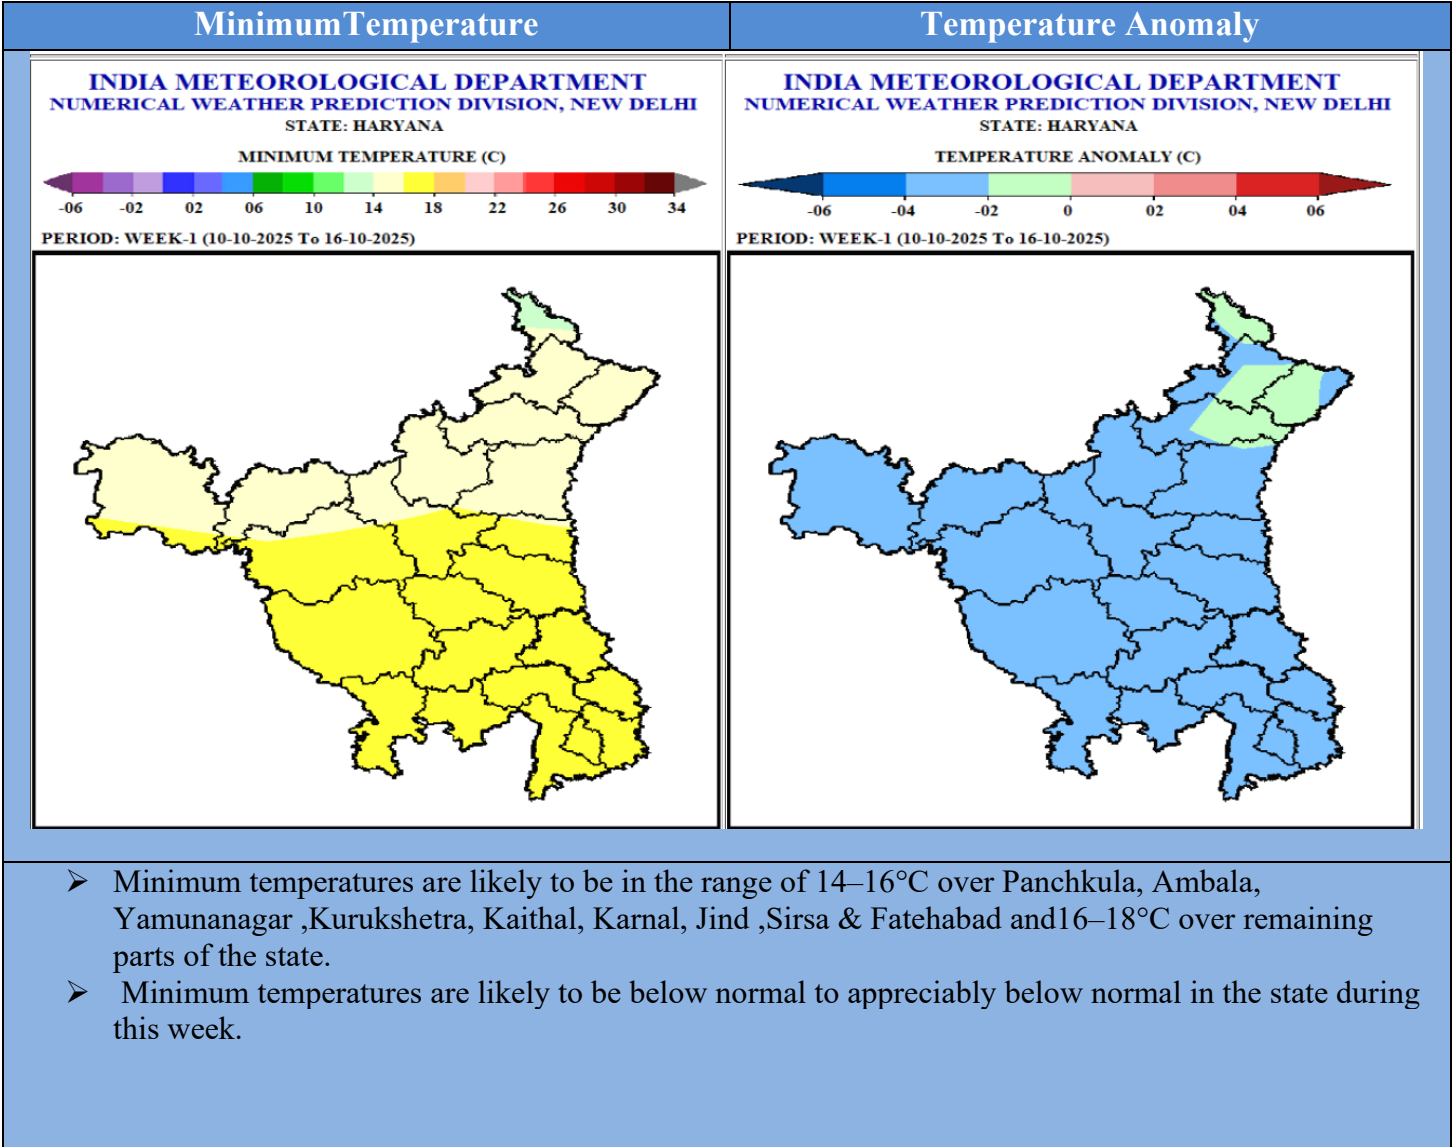 MinimumTemperature
Temperature Anomaly
INDIA METEOROLOGICAL DEPARTMENT
NUMERICAL WEATHER PREDICTION DIVISION, NEW DELHI
STATE: HARYANA
MINIMUM TEMPERATURE (C)
-06 -02 02 06 10 14 18 22 26 30 34
PERIOD: WEEK-1 (10-10-2025 To 16-10-2025)
INDIA METEOROLOGICAL DEPARTMENT
NUMERICAL WEATHER PREDICTION DIVISION, NEW DELHI
STATE: HARYANA
TEMPERATURE ANOMALY (C)
-06 -04 -02 0 02 04 06
PERIOD: WEEK-1 (10-10-2025 To 16-10-2025)
➢ Minimum temperatures are likely to be in the range of 14–16°C over Panchkula, Ambala,
Yamunanagar ,Kurukshetra, Kaithal, Karnal, Jind ,Sirsa & Fatehabad and16–18°C over remaining
parts of the state.
➢ Minimum temperatures are likely to be below normal to appreciably below normal in the state during
this week.